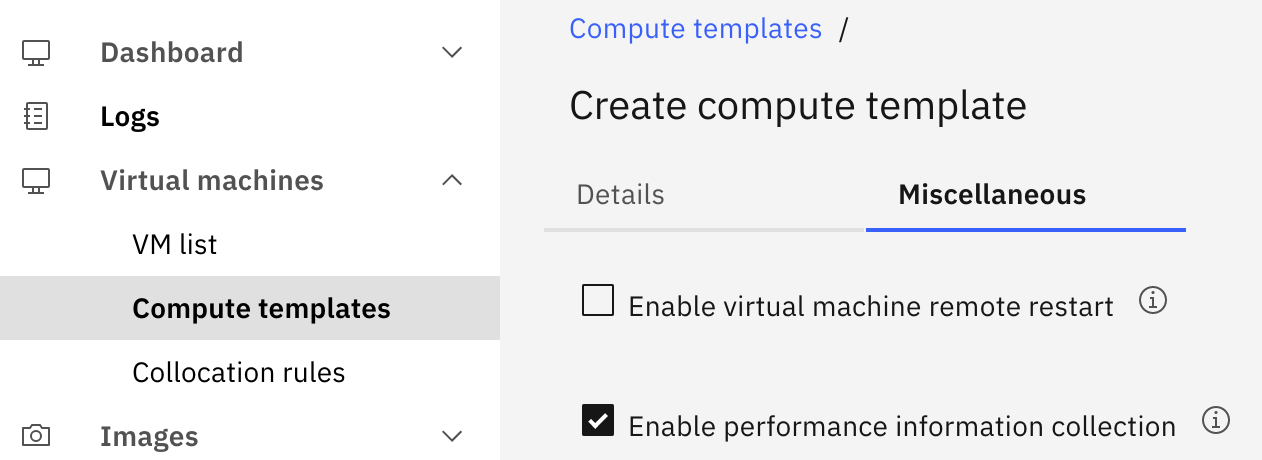 Dashboard
Logs
Virtual machines
VM list
Compute templates
Collocation rules
Images
Compute templates /
Create compute template
Details
Miscellaneous
Enable virtual machine remote restart
Enable performance information collection